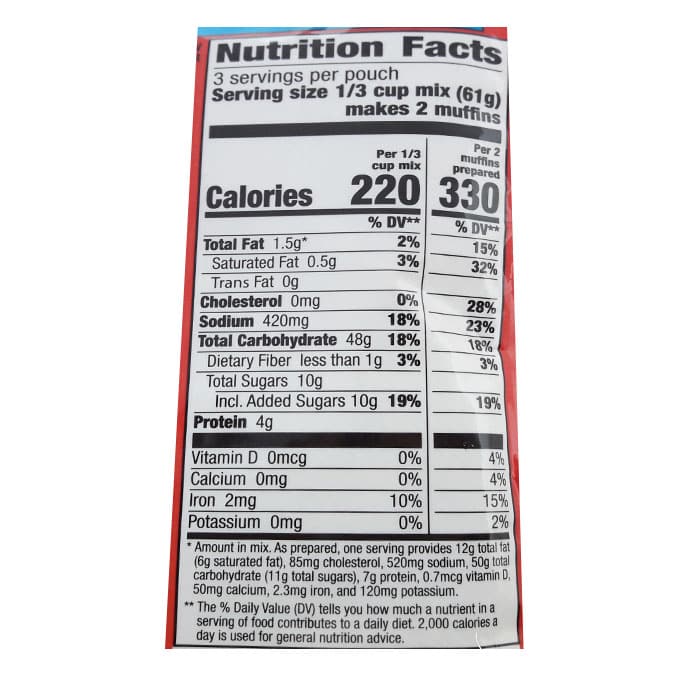 Nutrition Facts
3 servings per pouch
Serving size 1/3 cup mix (61g)
makes 2 muffins
Per 1/3
cup mix
Per 2
muffins
prepared
Calories 220 330
% DV** % DV**
Total Fat 1.5g* 2% 15%
Saturated Fat 0.5g 3% 32%
Trans Fat 0g
Cholesterol 0mg 0% 28%
Sodium 420mg 18% 23%
Total Carbohydrate 48g 18% 18%
Dietary Fiber less than 1g 3% 3%
Total Sugars 10g
Incl. Added Sugars 10g 19% 19%
Protein 4g
Vitamin D 0mcg 0% 4%
Calcium 0mg 0% 4%
Iron 2mg 10% 15%
Potassium 0mg 0% 2%
* Amount in mix. As prepared, one serving provides 12g total fat
(6g saturated fat), 85mg cholesterol, 520mg sodium, 50g total
carbohydrate (11g total sugars), 7g protein, 0.7mcg vitamin D,
50mg calcium, 2.3mg iron, and 120mg potassium.
** The % Daily Value (DV) tells you how much a nutrient in a
serving of food contributes to a daily diet. 2,000 calories a
day is used for general nutrition advice.